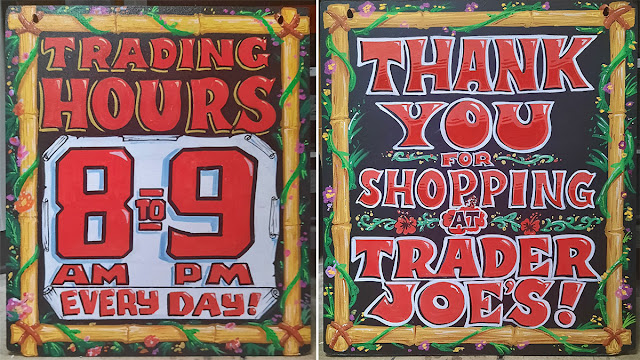 TRADING
HOURS
8 TO 9
AM PM
EVERY DAY!
THANK
YOU
FOR
SHOPPING
AT
TRADER
JOE'S!